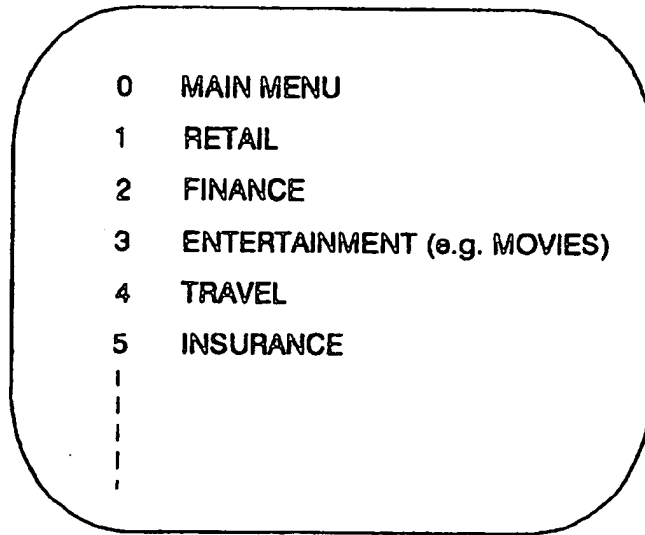 0 MAIN MENU
1 RETAIL
2 FINANCE
3 ENTERTAINMENT (e.g. MOVIES)
4 TRAVEL
5 INSURANCE